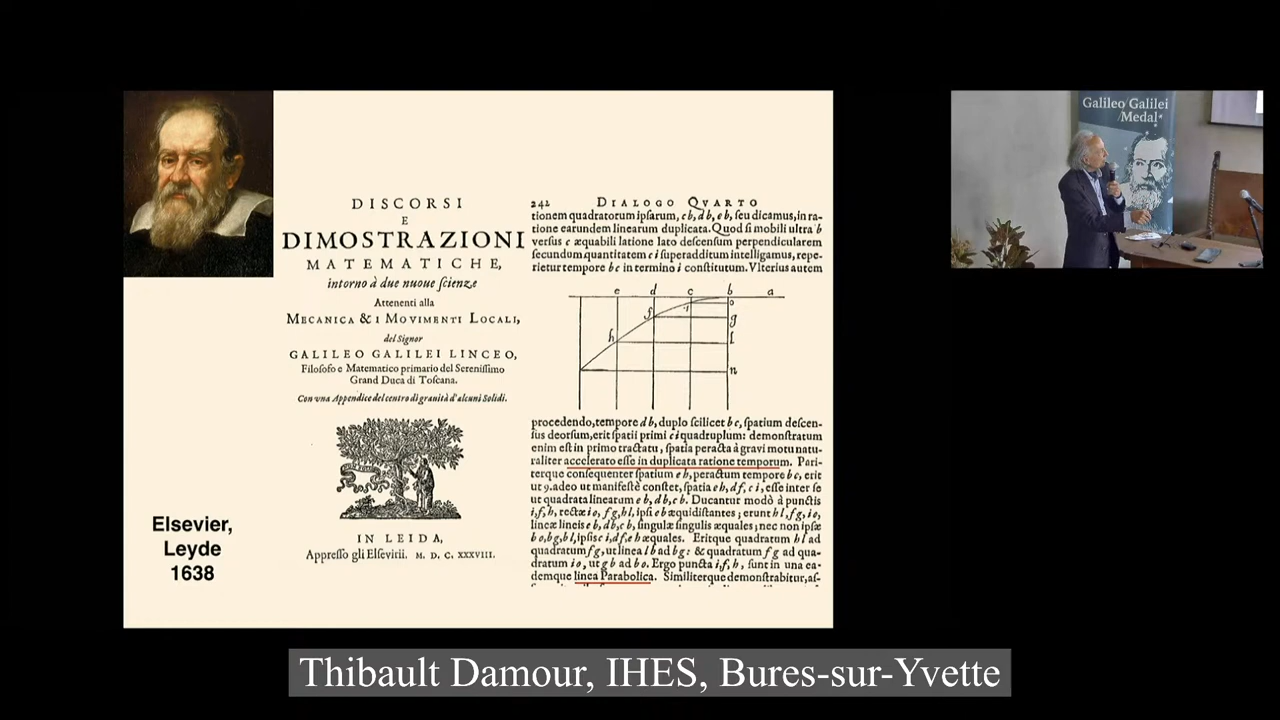 DISCORSI
E
DIMOSTRAZIONI
MATEMATICHE,
intorno à due nuoue ſcienze
Attenenti alla
MECANICA & I MOVIMENTI LOCALI,
del Signor
GALILEO GALILEI LINCEO,
Filoſofo e Matematico primario del Sereniſſimo
Grand Duca di Toſcana.
Con vna Appendice del centro di grauità d'alcuni Solidi.
IN LEIDA,
Appreſſo gli Elſevirii. M. D. C. XXXVIII.
Elsevier,
Leyde
1638
242 DIALOGO QVARTO
tionem quadratorum ipſarum, c b, d b, e b, ſeu dicamus, in ra-
tione earundem linearum duplicata. Quod ſi mobili ultra b
verſus c æquabili latione lato deſcenſum perpendicularem
ſecundum quantitatem c i ſuperadditum intelligamus, repe-
rietur tempore b c in termino i conſtitutum. Vlterius autem
e d c b a
i o
f g
h l
n
procedendo, tempore d b, duplo ſcilicet b c, ſpatium deſcen-
ſus deorſum, erit ſpatii primi c i quadruplum: demonſtratum
enim eſt in primo tractatu, ſpatia peracta à gravi motu natu-
raliter accelerato eſſe in duplicata ratione temporum. Pari-
terque conſequenter ſpatium e h, peractum tempore b e, erit
ut 9. adeo ut manifeſtè conſtet, ſpatia e h, d f, c i, eſſe inter ſe
ut quadrata linearum e b, d b, c b. Ducantur modò à punctis
i, f, h, rectæ i o, f g, h l, ipſi e b æquidiſtantes; erunt h l, f g, i o,
lineæ lineis e b, d b, c b, ſingulæ ſingulis æquales; nec non ipſæ
b o, b g, b l, ipſis c i, d f, e h æquales. Eritque quadratum h l ad
quadratum f g, ut linea l b ad b g: & quadratum f g ad qua-
dratum i o, ut g b ad b o. Ergo puncta i, f, h, ſunt in una ea-
demque linea Parabolica. Similiterque demonſtrabitur, aſ-
Galileo Galilei
Medal
Thibault Damour, IHES, Bures-sur-Yvette